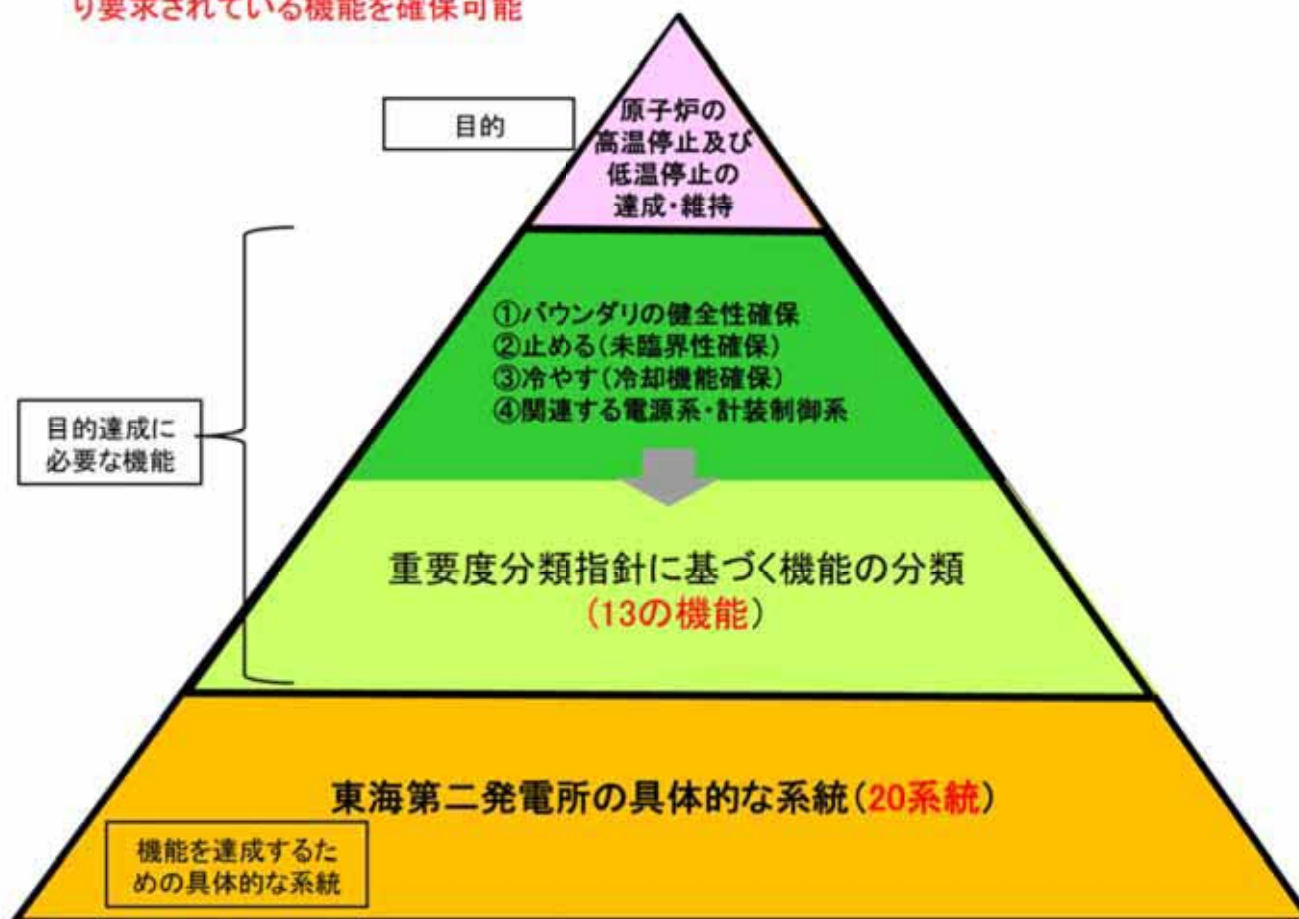 り要求されている機能を確保可能
目的
原子炉の
高温停止及び
低温停止の
達成・維持
①バウンダリの健全性確保
②止める(未臨界性確保)
③冷やす(冷却機能確保)
④関連する電源系・計装制御系
目的達成に
必要な機能
重要度分類指針に基づく機能の分類
(13の機能)
東海第二発電所の具体的な系統(20系統)
機能を達成するた
めの具体的な系統